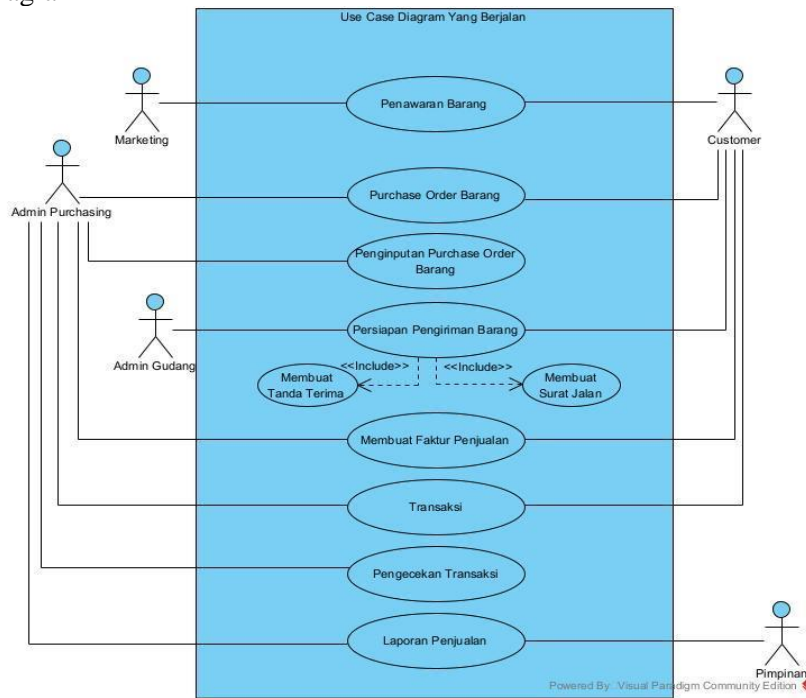 Use Case Diagram Yang Berjalan
Penawaran Barang
Marketing
Customer
Purchase Order Barang
Admin Purchasing
Penginputan Purchase Order
Barang
Persiapan Pengiriman Barang
Admin Gudang
<<Include>>
<<Include>>
Membuat
Tanda Terima
Membuat
Surat Jalan
Membuat Faktur Penjualan
Transaksi
Pengecekan Transaksi
Laporan Penjualan
Pimpinan
Powered By: Visual Paradigm Community Edition